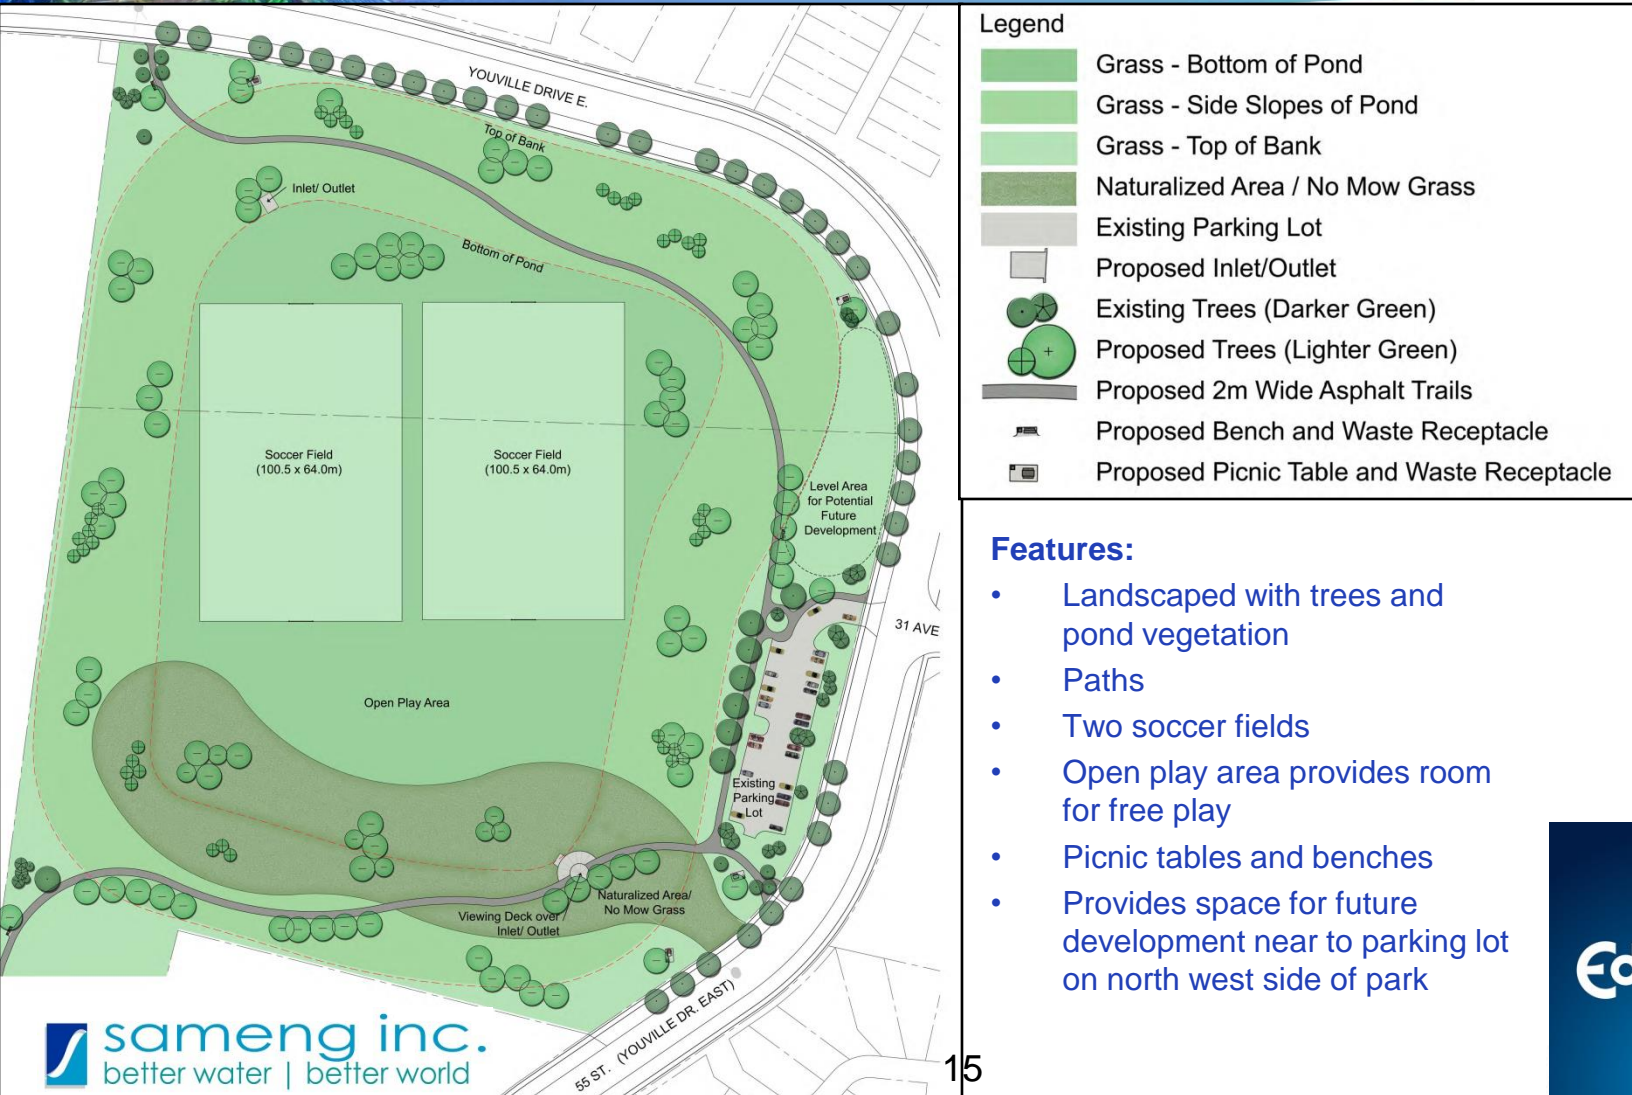 YOUVILLE DRIVE E.
Top of Bank
Inlet/ Outlet
Bottom of Pond
Soccer Field
(100.5 x 64.0m)
Soccer Field
(100.5 x 64.0m)
Level Area
for Potential
Future
Development
31 AVE
Open Play Area
Existing
Parking
Lot
Naturalized Area/
No Mow Grass
Viewing Deck over /
Inlet/ Outlet
55 ST. (YOUVILLE DR. EAST)
sameng inc.
better water | better world
Legend
Grass - Bottom of Pond
Grass - Side Slopes of Pond
Grass - Top of Bank
Naturalized Area / No Mow Grass
Existing Parking Lot
Proposed Inlet/Outlet
Existing Trees (Darker Green)
Proposed Trees (Lighter Green)
Proposed 2m Wide Asphalt Trails
Proposed Bench and Waste Receptacle
Proposed Picnic Table and Waste Receptacle
Features:
• Landscaped with trees and
pond vegetation
• Paths
• Two soccer fields
• Open play area provides room
for free play
• Picnic tables and benches
• Provides space for future
development near to parking lot
on north west side of park
15